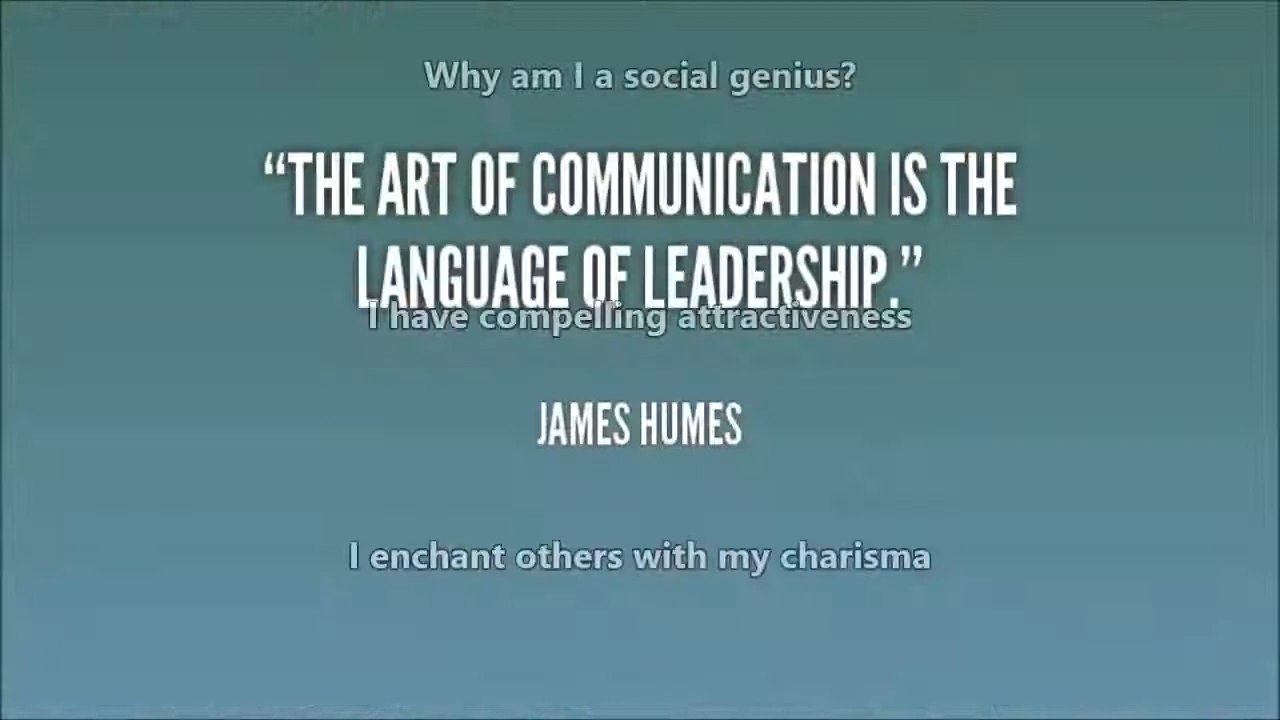 Why am I a social genius?
“THE ART OF COMMUNICATION IS THE
LANGUAGE OF LEADERSHIP.”
I have compelling attractiveness
JAMES HUMES
I enchant others with my charisma